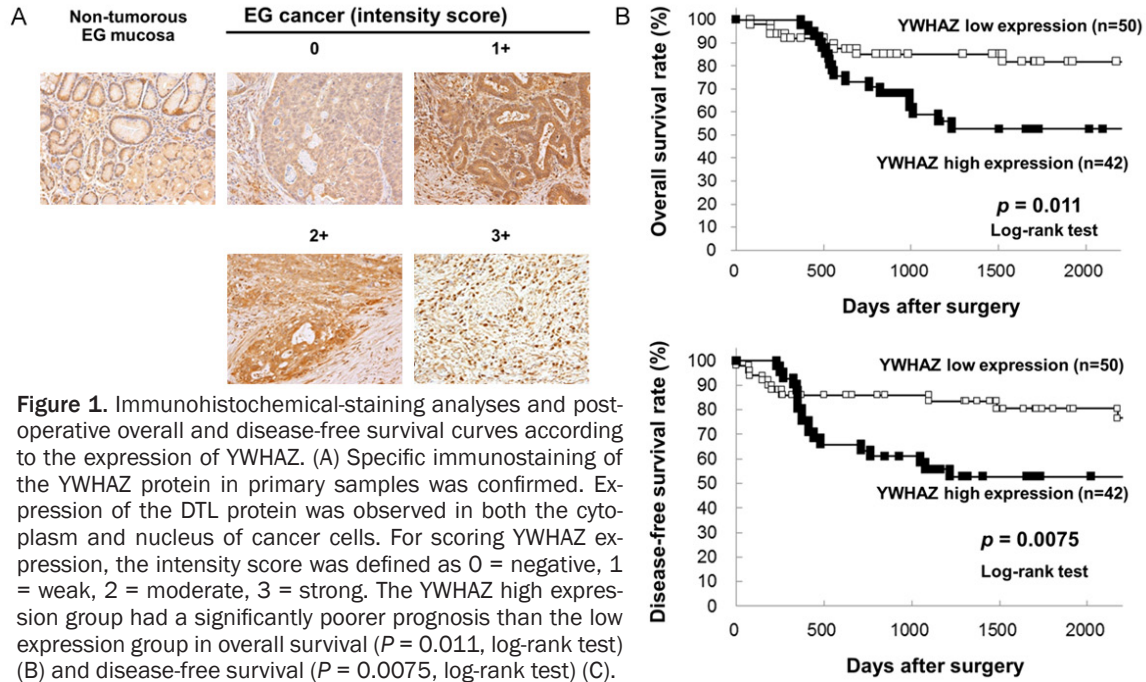 A
Non-tumorous
EG mucosa
EG cancer (intensity score)
0
1+
2+
3+
Figure 1. Immunohistochemical-staining analyses and post-
operative overall and disease-free survival curves according
to the expression of YWHAZ. (A) Specific immunostaining of
the YWHAZ protein in primary samples was confirmed. Ex-
pression of the DTL protein was observed in both the cyto-
plasm and nucleus of cancer cells. For scoring YWHAZ ex-
pression, the intensity score was defined as 0 = negative, 1
= weak, 2 = moderate, 3 = strong. The YWHAZ high expres-
sion group had a significantly poorer prognosis than the low
expression group in overall survival (P = 0.011, log-rank test)
(B) and disease-free survival (P = 0.0075, log-rank test) (C).
B
Overall survival rate (%)
100
90
80
70
60
50
40
30
20
10
0
YWHAZ low expression (n=50)
YWHAZ high expression (n=42)
p = 0.011
Log-rank test
0 500 1000 1500 2000
Days after surgery
Disease-free survival rate (%)
100
90
80
70
60
50
40
30
20
10
0
YWHAZ low expression (n=50)
YWHAZ high expression (n=42)
p = 0.0075
Log-rank test
0 500 1000 1500 2000
Days after surgery